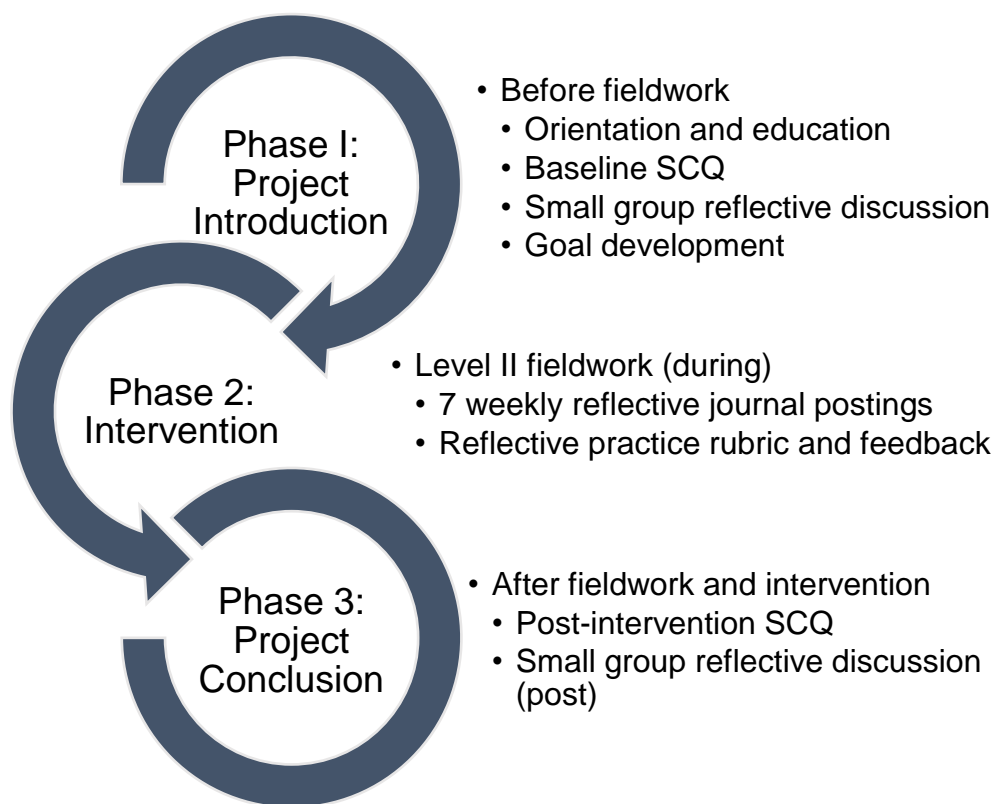 Phase I:
Project
Introduction
• Before fieldwork
• Orientation and education
• Baseline SCQ
• Small group reflective discussion
• Goal development
Phase 2:
Intervention
• Level II fieldwork (during)
• 7 weekly reflective journal postings
• Reflective practice rubric and feedback
Phase 3:
Project
Conclusion
• After fieldwork and intervention
• Post-intervention SCQ
• Small group reflective discussion
(post)